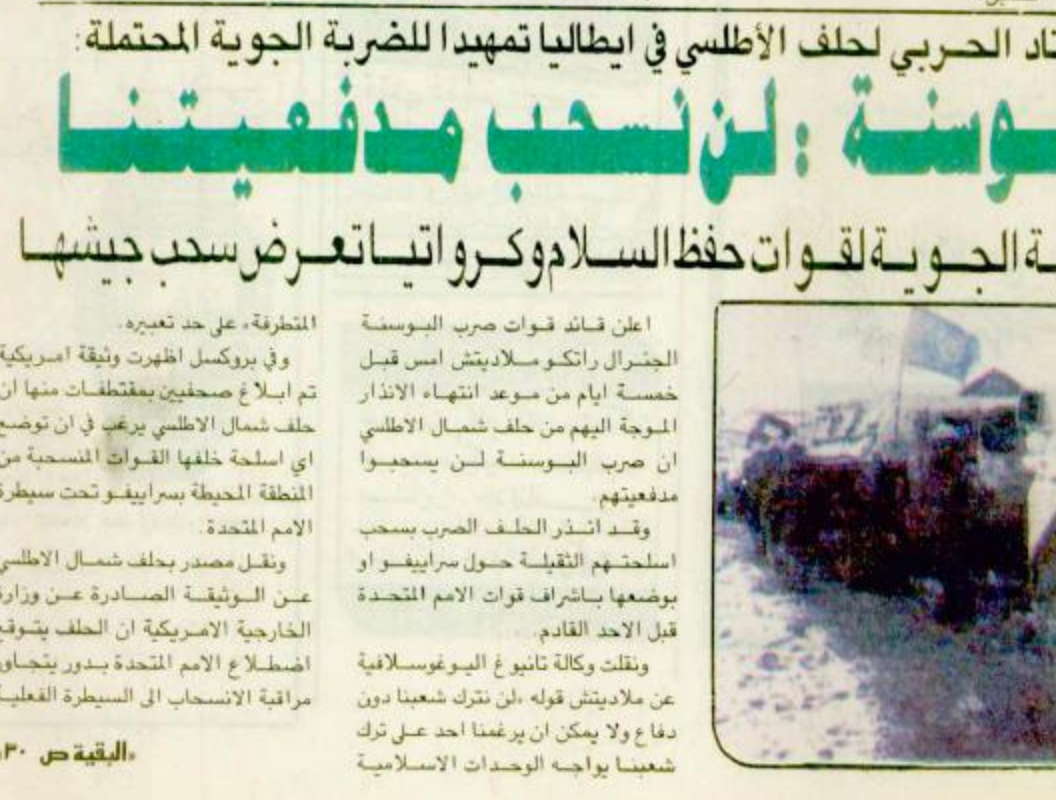 الحربي لحلف الأطلسي في ايطاليا تمهيدا للضربة الجوية المحتملة:
وسنة : لن نسحب مدفعيتنا
ـة الجوية لقوات حفظ السلام وكرواتيا تعرض سحب جيشها
اعلن قائد قوات صرب البوسنة
الجنرال راتكو ملاديتش امس قبل
خمسة ايام من موعد انتهاء الانذار
الموجة اليهم من حلف شمال الاطلسي
ان صرب البوسنة لن يسحبوا
مدفعيتهم.
وقد انذر الحلف الصرب بسحب
اسلحتهم الثقيلة حول سراييفو او
بوضعها باشراف قوات الامم المتحدة
قبل الاحد القادم.
ونقلت وكالة تانيوغ اليوغوسلافية
عن ملاديتش قوله «لن نترك شعبنا دون
دفاع ولا يمكن ان يرغمنا احد على ترك
شعبنا يواجه الوحدات الاسلامية
المتطرفة» على حد تعبيره.
وفي بروكسل اظهرت وثيقة امريكية
تم ابلاغ صحفيين بمقتطفات منها ان
حلف شمال الاطلسي يرغب في ان توضع
اي اسلحة خلفها القوات المنسحبة من
المنطقة المحيطة بسراييفو تحت سيطرة
الامم المتحدة.
ونقل مصدر بحلف شمال الاطلسي
عن الوثيقة الصادرة عن وزارة
الخارجية الامريكية ان الحلف يتوقع
اضطلاع الامم المتحدة بدور يتجاوز
مراقبة الانسحاب الى السيطرة الفعلية
«البقية ص ٣٠